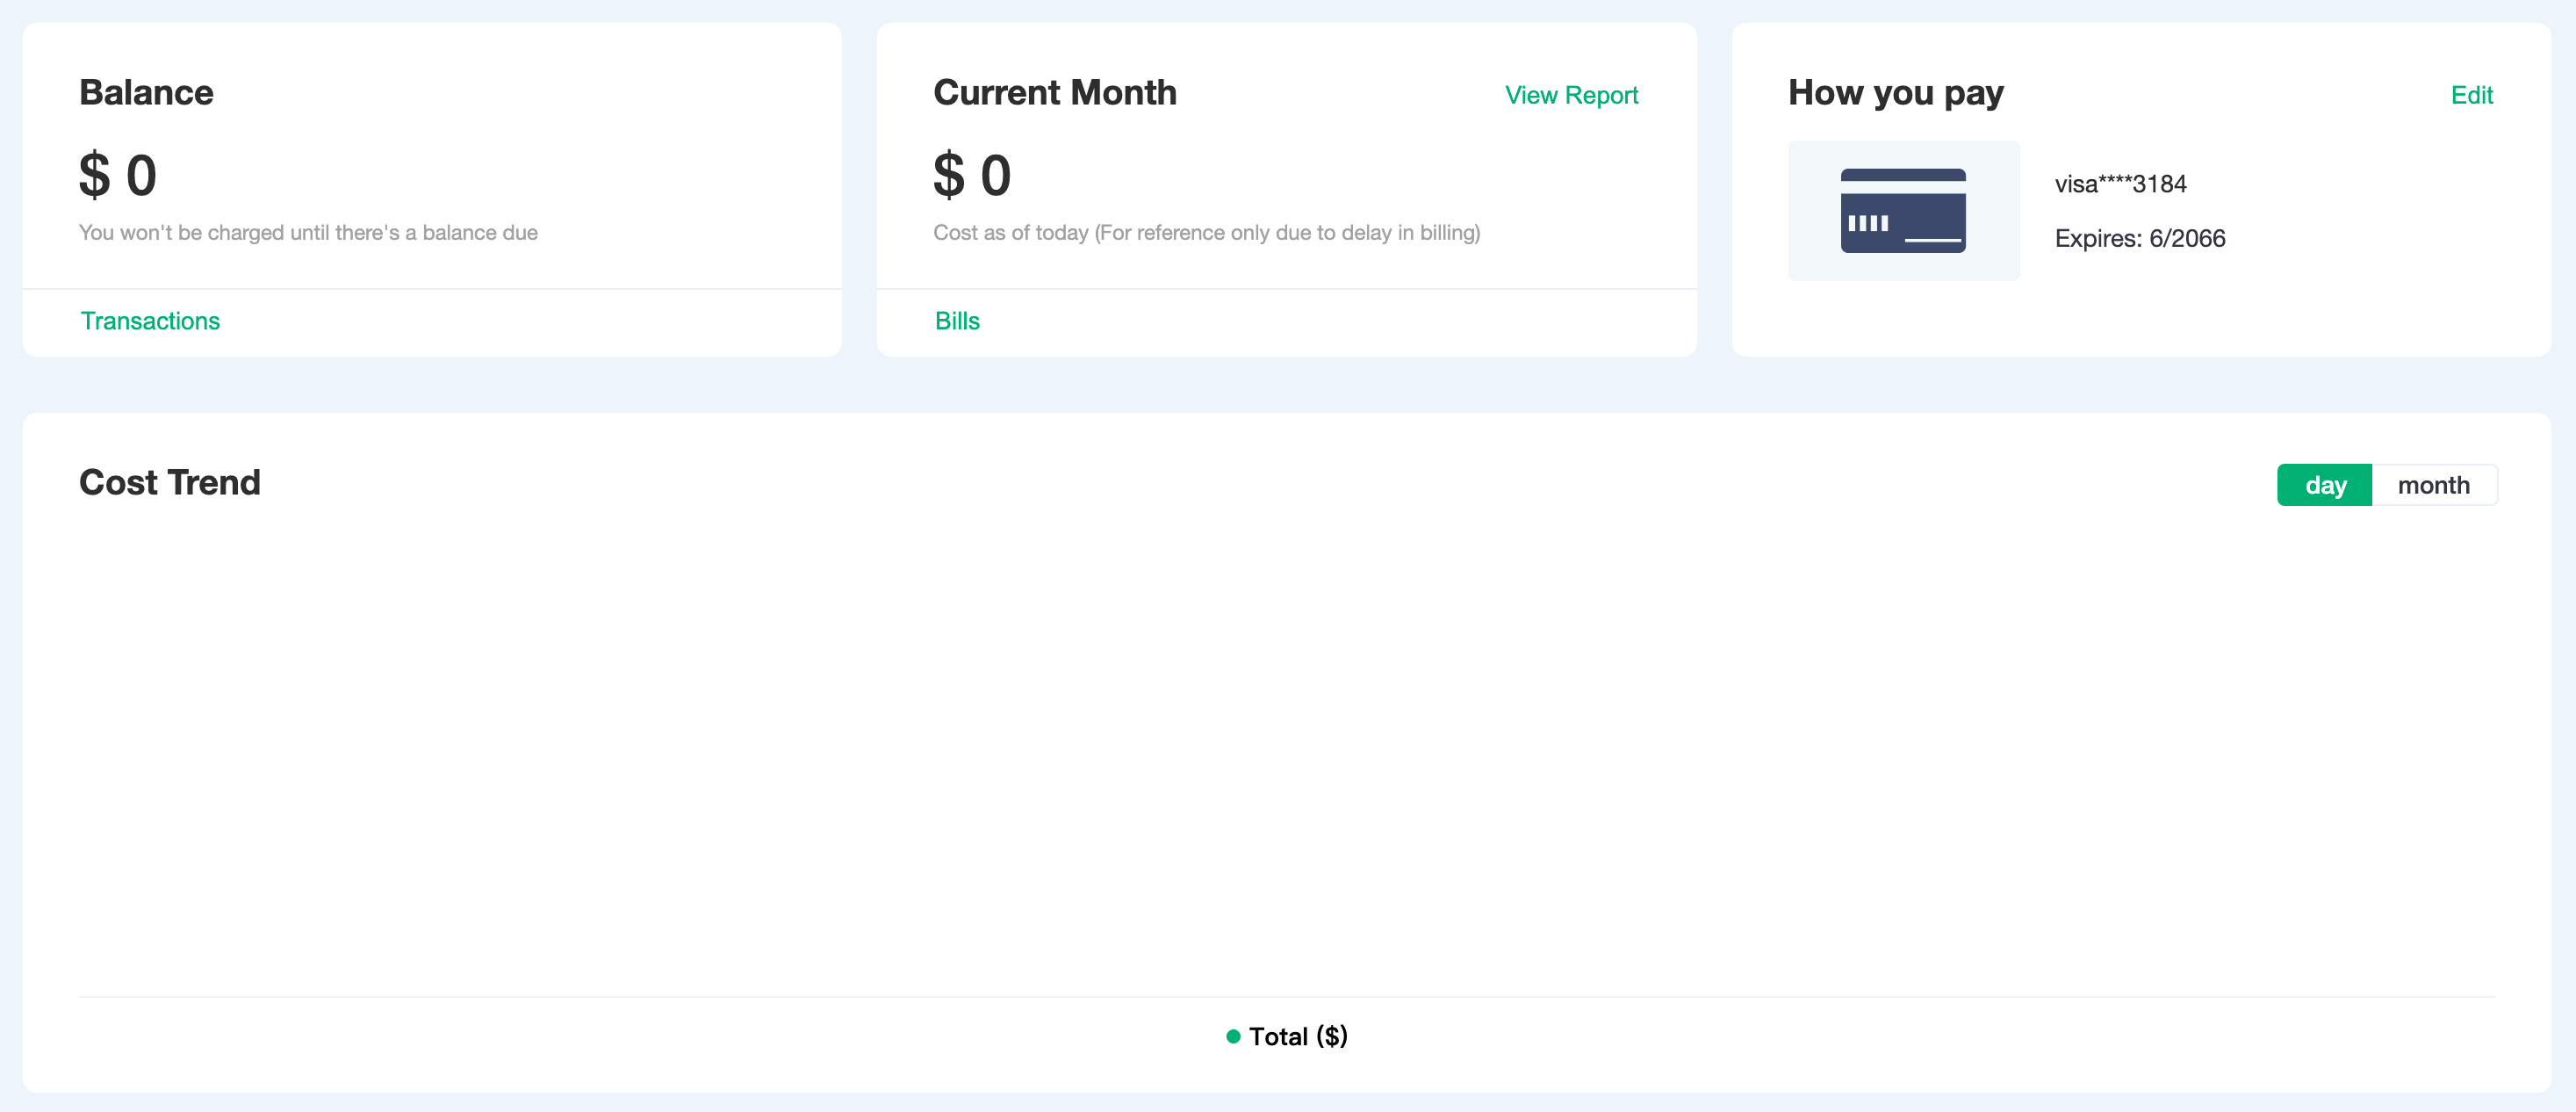 Balance
$ 0
You won't be charged until there's a balance due
Transactions
Current Month
View Report
$ 0
Cost as of today (For reference only due to delay in billing)
Bills
How you pay
Edit
visa****3184
Expires: 6/2066
Cost Trend
day
month
Total ($)